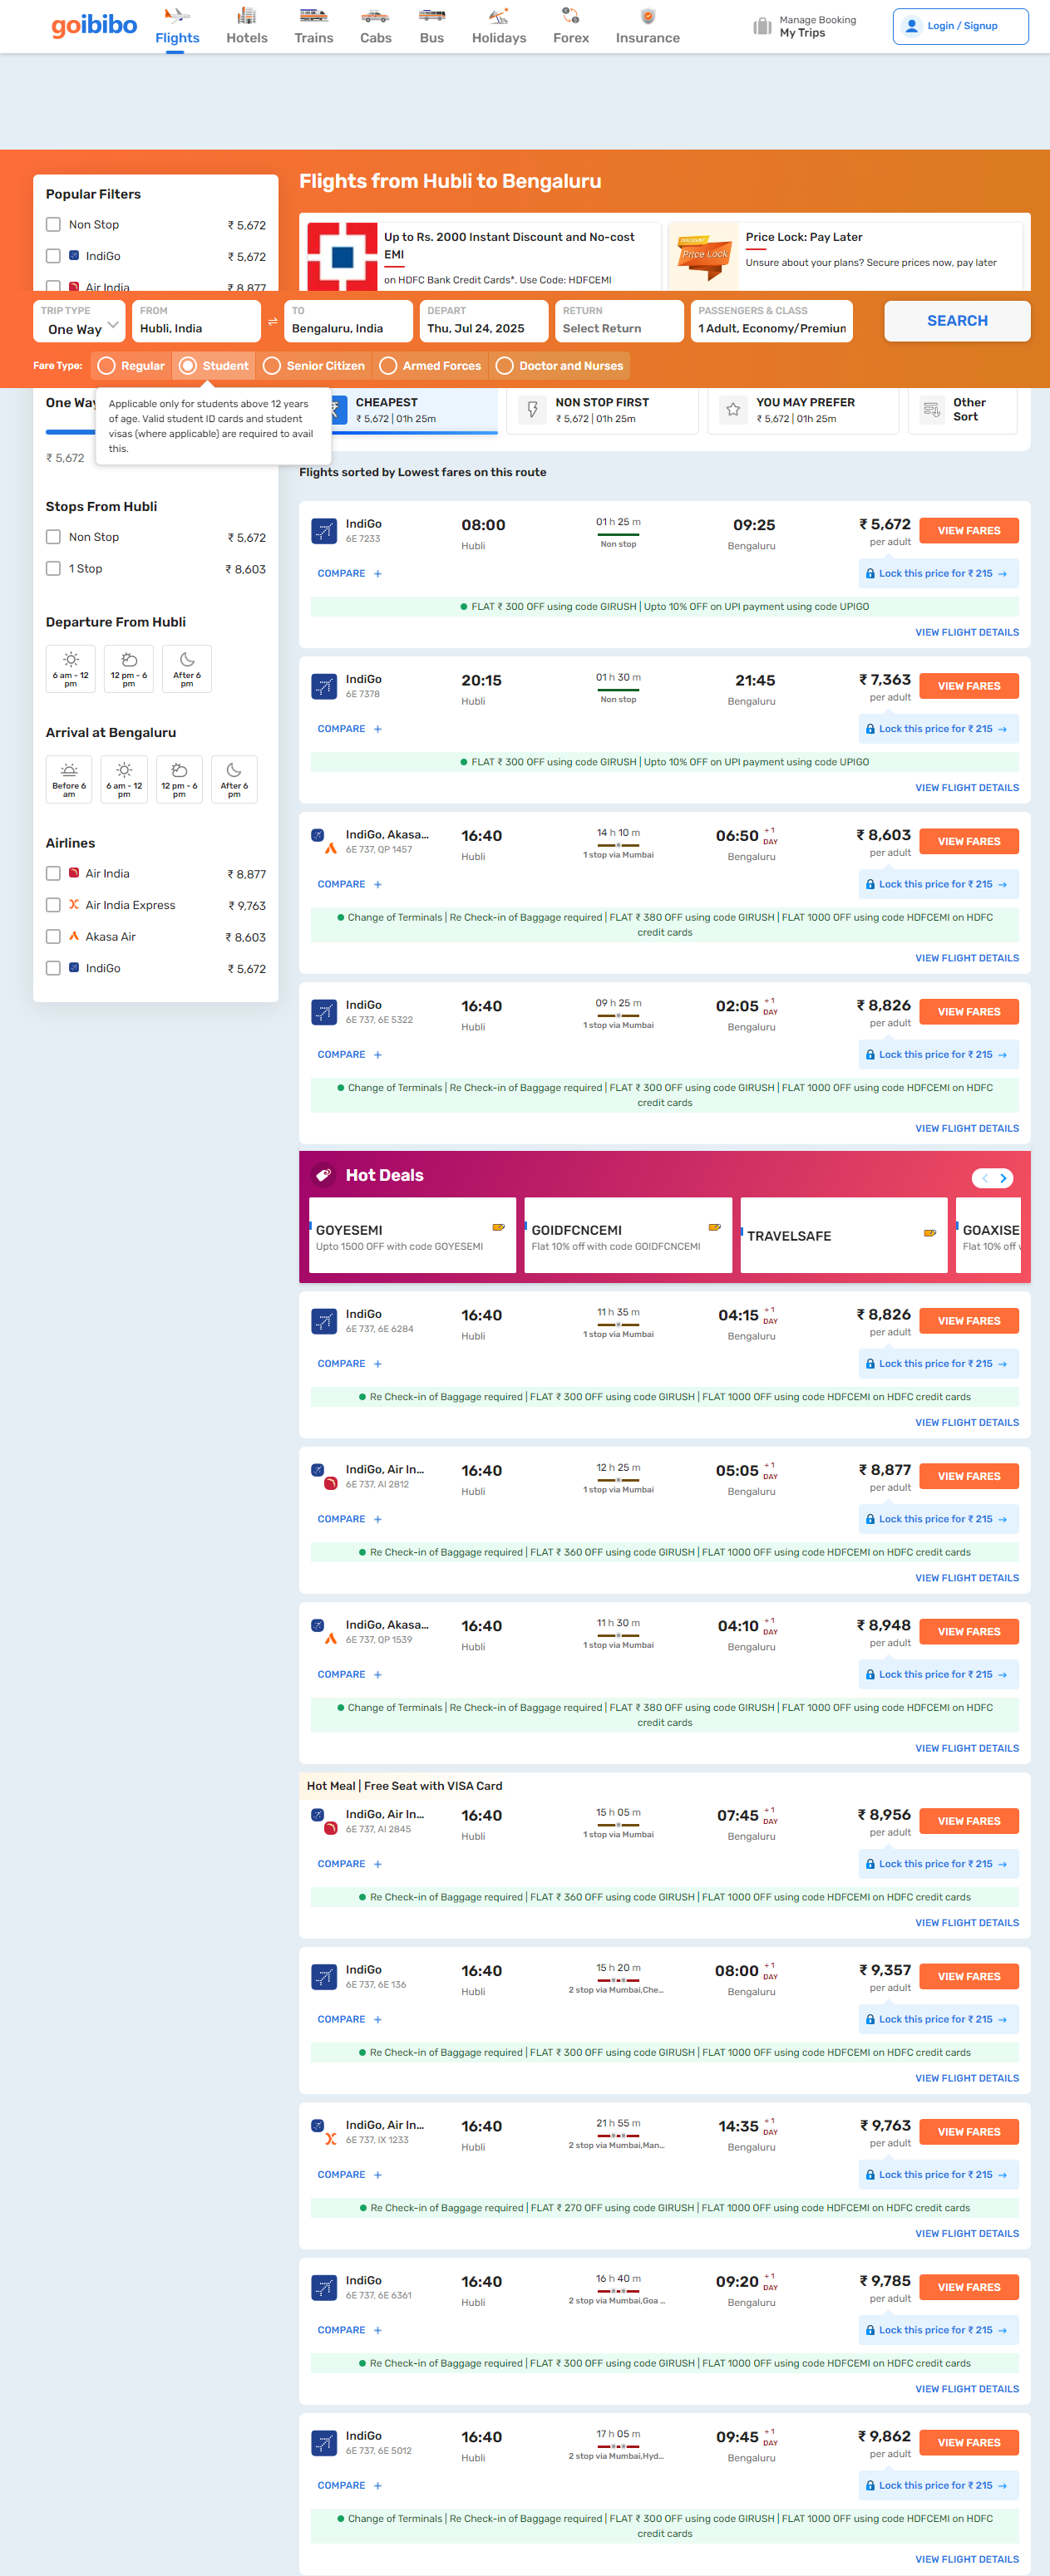 goibibo
Flights
Hotels
Trains
Cabs
Bus
Holidays
Forex
Insurance
Manage Booking
My Trips
Login / Signup
Popular Filters
Non Stop ₹ 5,672
IndiGo ₹ 5,672
Air India ₹ 8,877
Flights from Hubli to Bengaluru
Up to Rs. 2000 Instant Discount and No-cost
EMI
on HDFC Bank Credit Cards*. Use Code: HDFCEMI
Price Lock
Price Lock: Pay Later
Unsure about your plans? Secure prices now, pay later
TRIP TYPE
One Way
FROM
Hubli, India
TO
Bengaluru, India
DEPART
Thu, Jul 24, 2025
RETURN
Select Return
PASSENGERS & CLASS
1 Adult, Economy/Premiun
SEARCH
Fare Type:
Regular
Student
Senior Citizen
Armed Forces
Doctor and Nurses
Applicable only for students above 12 years
of age. Valid student ID cards and student
visas (where applicable) are required to avail
this.
One Way
₹ 5,672
Stops From Hubli
Non Stop ₹ 5,672
1 Stop ₹ 8,603
Departure From Hubli
6 am - 12
pm
12 pm - 6
pm
After 6
pm
Arrival at Bengaluru
Before 6
am
6 am - 12
pm
12 pm - 6
pm
After 6
pm
Airlines
Air India ₹ 8,877
Air India Express ₹ 9,763
Akasa Air ₹ 8,603
IndiGo ₹ 5,672
CHEAPEST
₹ 5,672 | 01h 25m
NON STOP FIRST
₹ 5,672 | 01h 25m
YOU MAY PREFER
₹ 5,672 | 01h 25m
Other
Sort
Flights sorted by Lowest fares on this route
IndiGo 08:00 01 h 25 m 09:25 ₹ 5,672 VIEW FARES
6E 7233 Hubli Non stop Bengaluru per adult
COMPARE + Lock this price for ₹ 215 →
FLAT ₹ 300 OFF using code GIRUSH | Upto 10% OFF on UPI payment using code UPIGO
VIEW FLIGHT DETAILS
IndiGo 20:15 01 h 30 m 21:45 ₹ 7,363 VIEW FARES
6E 7378 Hubli Non stop Bengaluru per adult
COMPARE + Lock this price for ₹ 215 →
FLAT ₹ 300 OFF using code GIRUSH | Upto 10% OFF on UPI payment using code UPIGO
VIEW FLIGHT DETAILS
IndiGo, Akasa... 16:40 14 h 10 m 06:50 +1 DAY ₹ 8,603 VIEW FARES
6E 737, QP 1457 Hubli 1 stop via Mumbai Bengaluru per adult
COMPARE + Lock this price for ₹ 215 →
Change of Terminals | Re Check-in of Baggage required | FLAT ₹ 380 OFF using code GIRUSH | FLAT 1000 OFF using code HDFCEMI on HDFC
credit cards
VIEW FLIGHT DETAILS
IndiGo 16:40 09 h 25 m 02:05 +1 DAY ₹ 8,826 VIEW FARES
6E 737, 6E 5322 Hubli 1 stop via Mumbai Bengaluru per adult
COMPARE + Lock this price for ₹ 215 →
Change of Terminals | Re Check-in of Baggage required | FLAT ₹ 300 OFF using code GIRUSH | FLAT 1000 OFF using code HDFCEMI on HDFC
credit cards
VIEW FLIGHT DETAILS
Hot Deals
GOYESEMI
Upto 1500 OFF with code GOYESEMI
GOIDFCNCEMI
Flat 10% off with code GOIDFCNCEMI
TRAVELSAFE
GOAXISE
Flat 10% off
IndiGo 16:40 11 h 35 m 04:15 +1 DAY ₹ 8,826 VIEW FARES
6E 737, 6E 6284 Hubli 1 stop via Mumbai Bengaluru per adult
COMPARE + Lock this price for ₹ 215 →
Re Check-in of Baggage required | FLAT ₹ 300 OFF using code GIRUSH | FLAT 1000 OFF using code HDFCEMI on HDFC credit cards
VIEW FLIGHT DETAILS
IndiGo, Air In... 16:40 12 h 25 m 05:05 +1 DAY ₹ 8,877 VIEW FARES
6E 737, AI 2812 Hubli 1 stop via Mumbai Bengaluru per adult
COMPARE + Lock this price for ₹ 215 →
Re Check-in of Baggage required | FLAT ₹ 360 OFF using code GIRUSH | FLAT 1000 OFF using code HDFCEMI on HDFC credit cards
VIEW FLIGHT DETAILS
IndiGo, Akasa... 16:40 11 h 30 m 04:10 +1 DAY ₹ 8,948 VIEW FARES
6E 737, QP 1539 Hubli 1 stop via Mumbai Bengaluru per adult
COMPARE + Lock this price for ₹ 215 →
Change of Terminals | Re Check-in of Baggage required | FLAT ₹ 380 OFF using code GIRUSH | FLAT 1000 OFF using code HDFCEMI on HDFC
credit cards
VIEW FLIGHT DETAILS
Hot Meal | Free Seat with VISA Card
IndiGo, Air In... 16:40 15 h 05 m 07:45 +1 DAY ₹ 8,956 VIEW FARES
6E 737, AI 2845 Hubli 1 stop via Mumbai Bengaluru per adult
COMPARE + Lock this price for ₹ 215 →
Re Check-in of Baggage required | FLAT ₹ 360 OFF using code GIRUSH | FLAT 1000 OFF using code HDFCEMI on HDFC credit cards
VIEW FLIGHT DETAILS
IndiGo 16:40 15 h 20 m 08:00 +1 DAY ₹ 9,357 VIEW FARES
6E 737, 6E 136 Hubli 2 stop via Mumbai,Che... Bengaluru per adult
COMPARE + Lock this price for ₹ 215 →
Re Check-in of Baggage required | FLAT ₹ 300 OFF using code GIRUSH | FLAT 1000 OFF using code HDFCEMI on HDFC credit cards
VIEW FLIGHT DETAILS
IndiGo, Air In... 16:40 21 h 55 m 14:35 +1 DAY ₹ 9,763 VIEW FARES
6E 737, IX 1233 Hubli 2 stop via Mumbai,Man... Bengaluru per adult
COMPARE + Lock this price for ₹ 215 →
Re Check-in of Baggage required | FLAT ₹ 270 OFF using code GIRUSH | FLAT 1000 OFF using code HDFCEMI on HDFC credit cards
VIEW FLIGHT DETAILS
IndiGo 16:40 16 h 40 m 09:20 +1 DAY ₹ 9,785 VIEW FARES
6E 737, 6E 6361 Hubli 2 stop via Mumbai,Goa ... Bengaluru per adult
COMPARE + Lock this price for ₹ 215 →
Re Check-in of Baggage required | FLAT ₹ 300 OFF using code GIRUSH | FLAT 1000 OFF using code HDFCEMI on HDFC credit cards
VIEW FLIGHT DETAILS
IndiGo 16:40 17 h 05 m 09:45 +1 DAY ₹ 9,862 VIEW FARES
6E 737, 6E 5012 Hubli 2 stop via Mumbai,Hyd... Bengaluru per adult
COMPARE + Lock this price for ₹ 215 →
Change of Terminals | Re Check-in of Baggage required | FLAT ₹ 300 OFF using code GIRUSH | FLAT 1000 OFF using code HDFCEMI on HDFC
credit cards
VIEW FLIGHT DETAILS